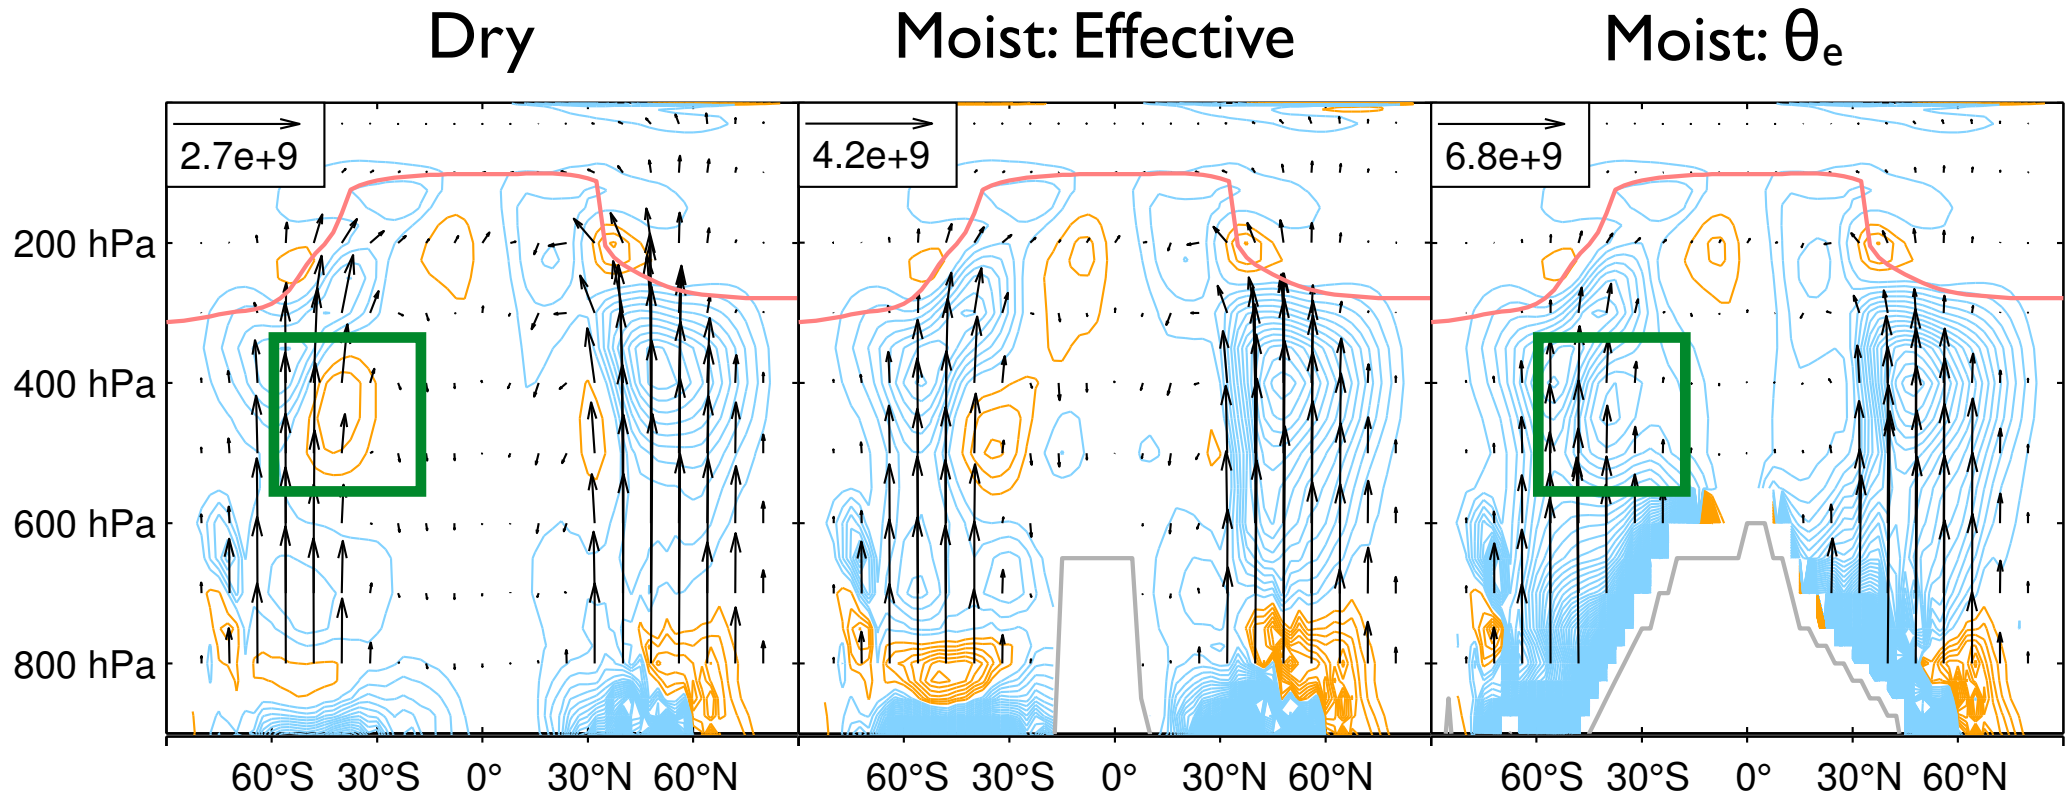 Dry Moist: Effective Moist: θe
2.7e+9 4.2e+9 6.8e+9
200 hPa
400 hPa
600 hPa
800 hPa
60°S 30°S 0° 30°N 60°N 60°S 30°S 0° 30°N 60°N 60°S 30°S 0° 30°N 60°N